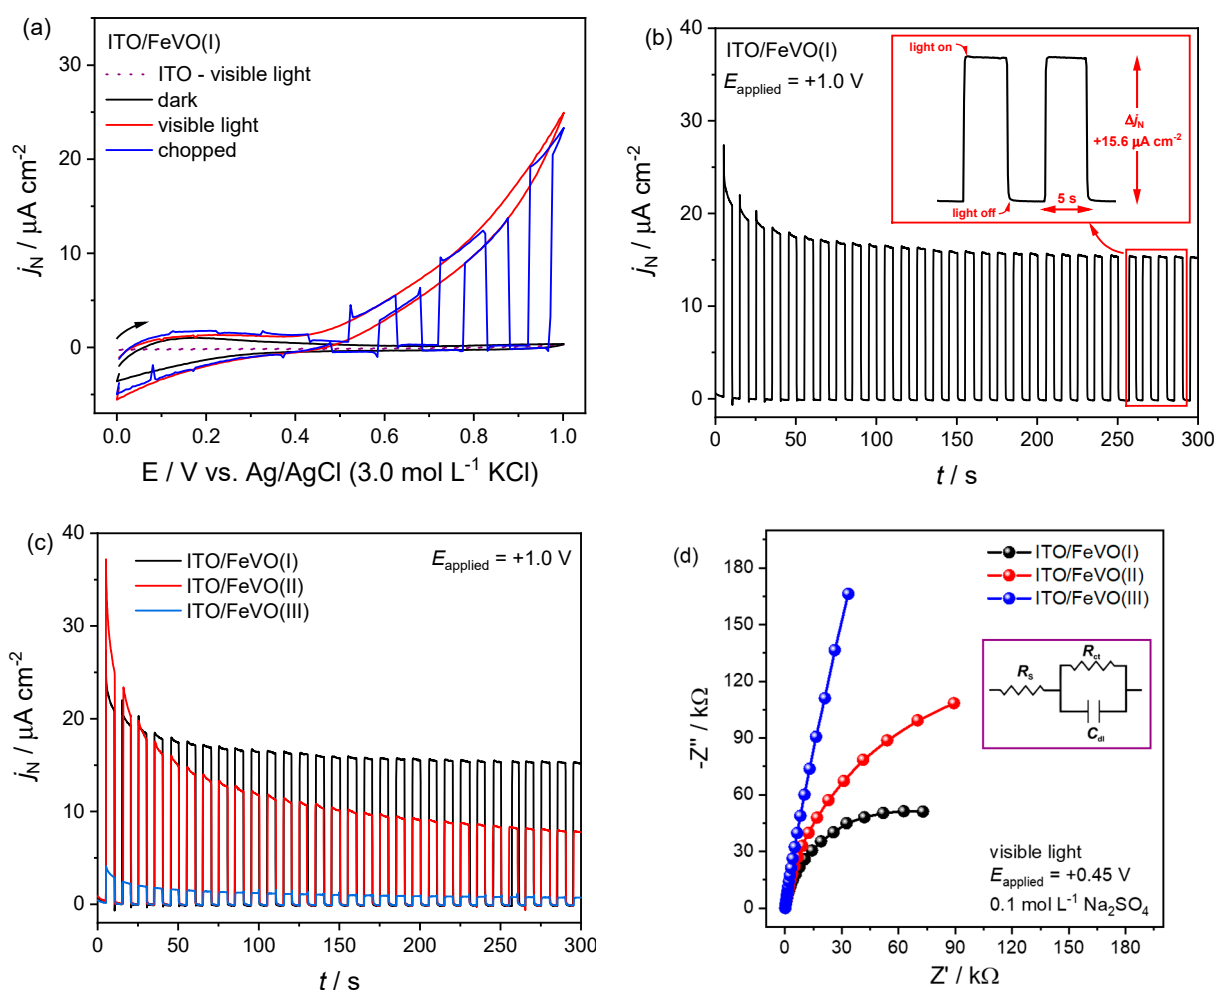 (a)
ITO/FeVO(I)
ITO - visible light
dark
visible light
chopped
30
20
10
0
-5
0.0 0.2 0.4 0.6 0.8 1.0
j_N / µA cm⁻²
E / V vs. Ag/AgCl (3.0 mol L⁻¹ KCl)
(b)
ITO/FeVO(I)
E_applied = +1.0 V
light on
Δj_N
+15.6 µA cm⁻²
light off
5 s
40
30
20
10
0
0 50 100 150 200 250 300
j_N / µA cm⁻²
t / s
(c)
ITO/FeVO(I)
ITO/FeVO(II)
ITO/FeVO(III)
E_applied = +1.0 V
40
30
20
10
0
0 50 100 150 200 250 300
j_N / µA cm⁻²
t / s
(d)
ITO/FeVO(I)
ITO/FeVO(II)
ITO/FeVO(III)
R_s
R_ct
C_dl
visible light
E_applied = +0.45 V
0.1 mol L⁻¹ Na₂SO₄
180
150
120
90
60
30
0
0 30 60 90 120 150 180
-Z'' / kΩ
Z' / kΩ